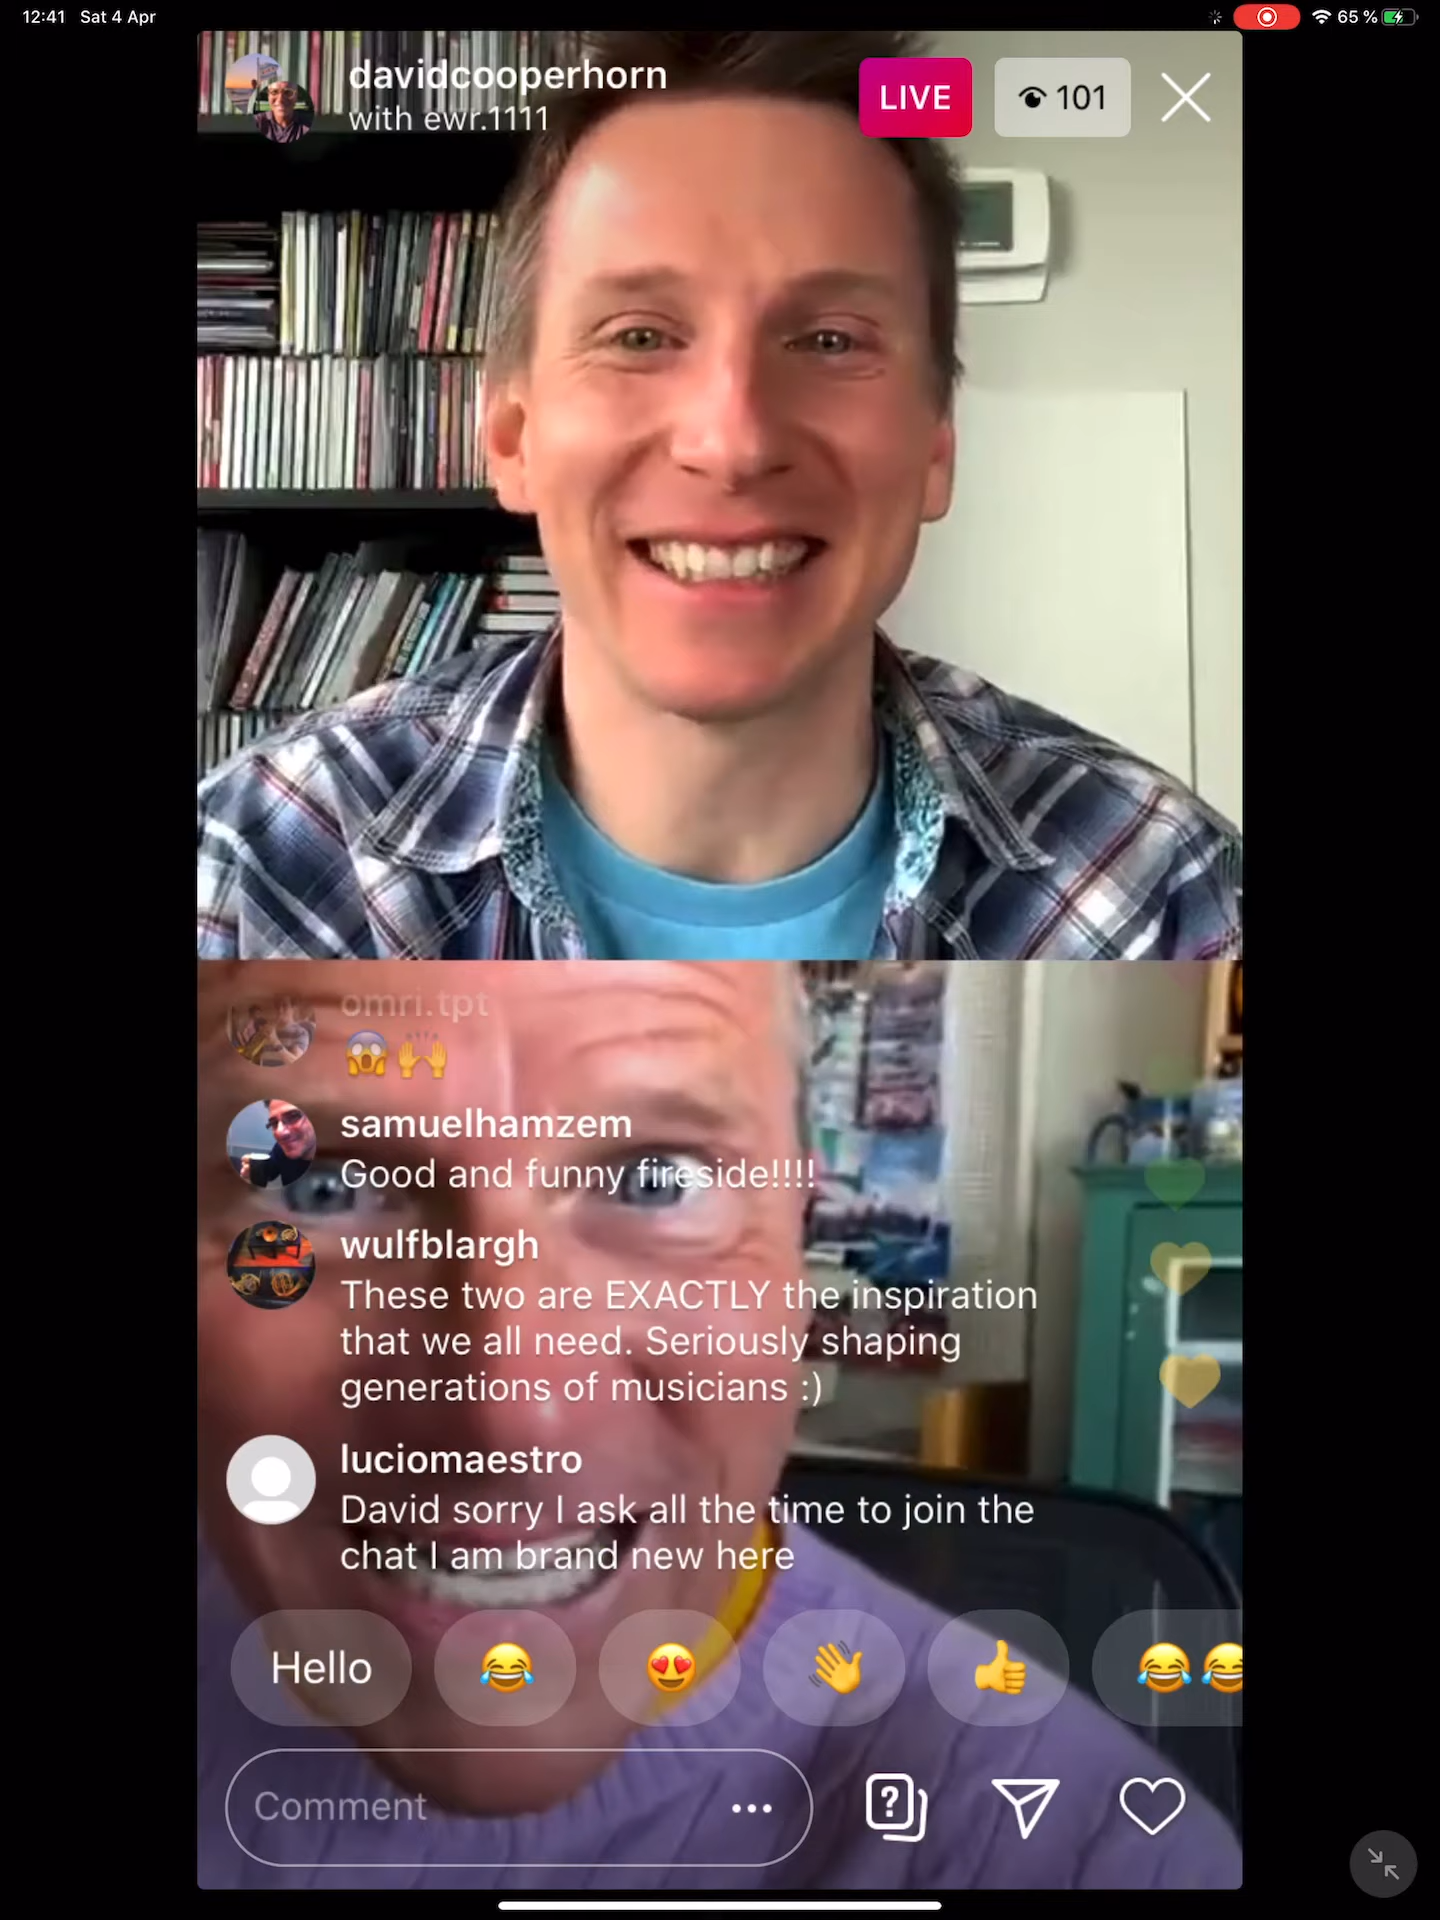 12:41 Sat 4 Apr
65 %
davidcooperhorn
with ewr.1111
LIVE
101
omri.tpt
😱🙌
samuelhamzem
Good and funny fireside!!!!
wulfblargh
These two are EXACTLY the inspiration
that we all need. Seriously shaping
generations of musicians :)
luciomaestro
David sorry I ask all the time to join the
chat I am brand new here
Hello 😂 😍 👋 👍 😂😂
Comment